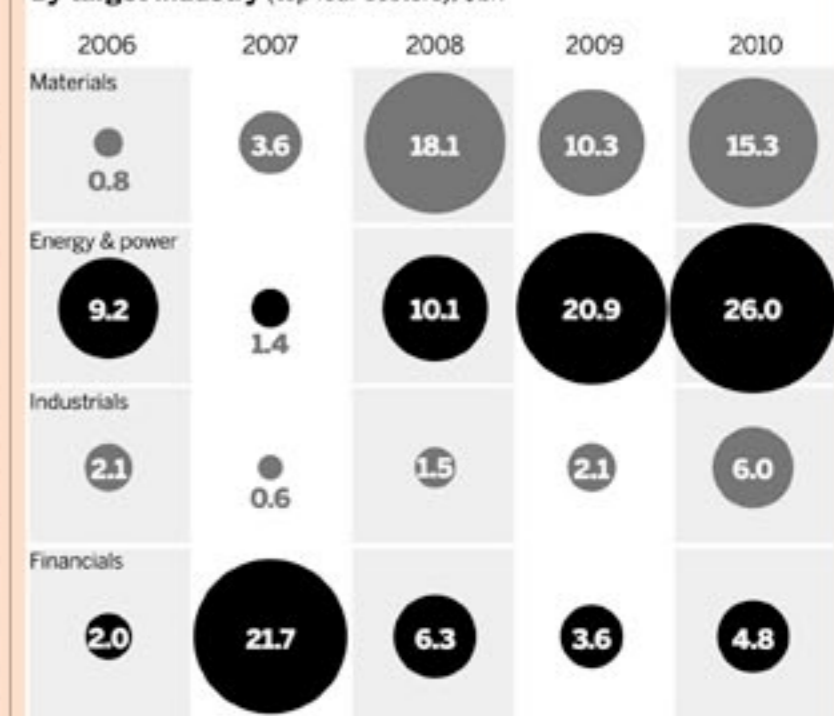 2006 2007 2008 2009 2010
Materials
0.8 3.6 18.1 10.3 15.3
Energy & power
9.2 1.4 10.1 20.9 26.0
Industrials
2.1 0.6 1.5 2.1 6.0
Financials
2.0 21.7 6.3 3.6 4.8